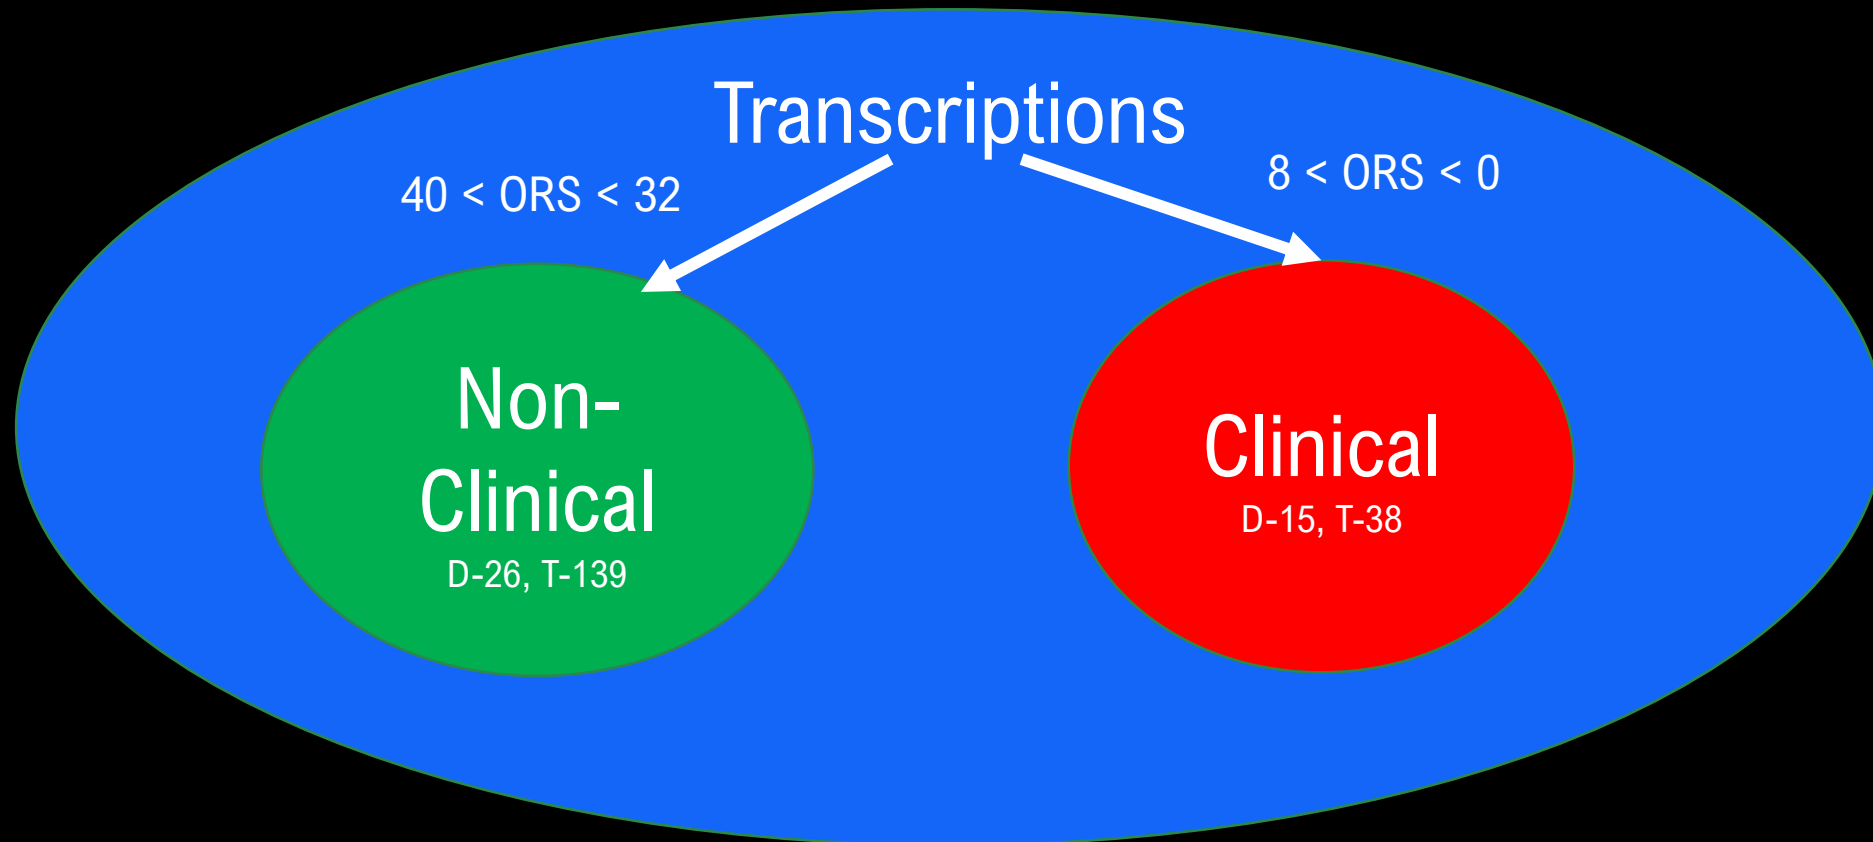 Transcriptions
40 < ORS < 32
8 < ORS < 0
Non-
Clinical
D-26, T-139
Clinical
D-15, T-38